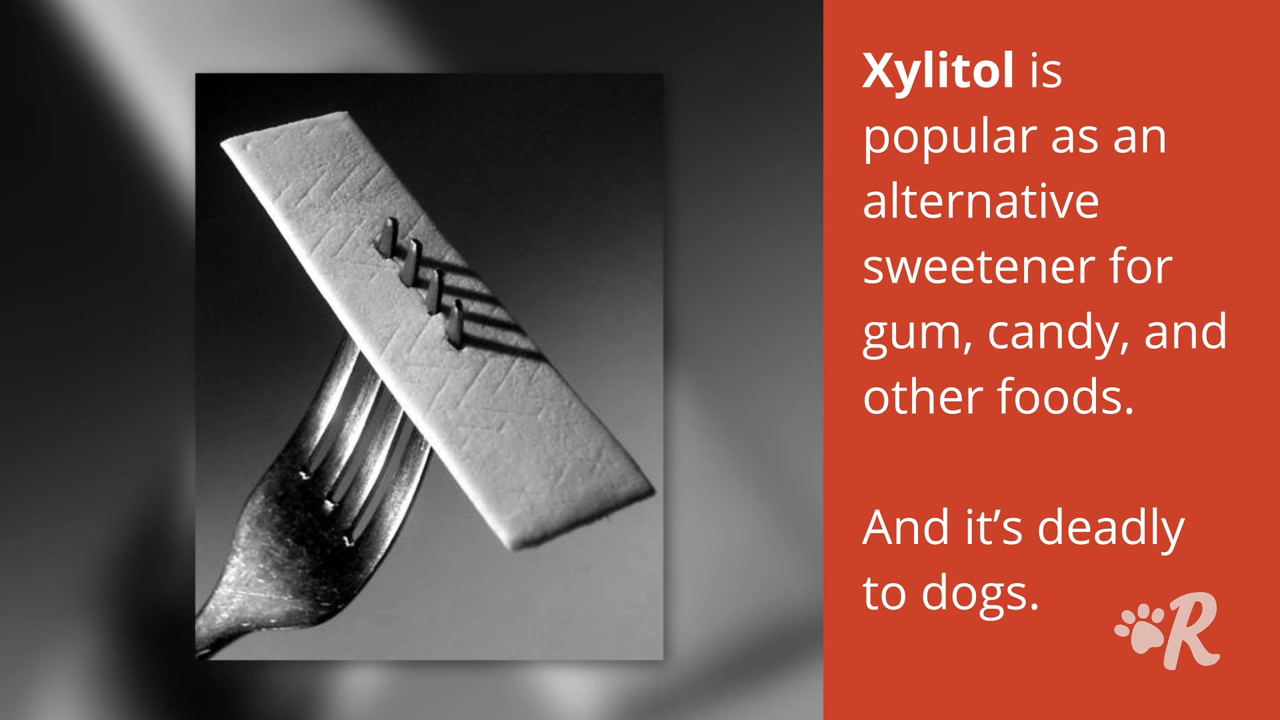 Xylitol is
popular as an
alternative
sweetener for
gum, candy, and
other foods.
And it's deadly
to dogs.
R